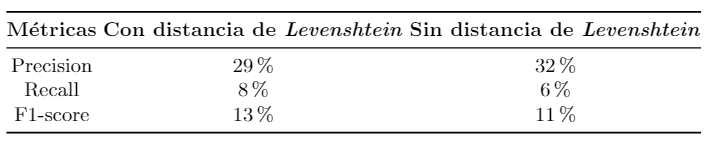 Métricas Con distancia de Levenshtein Sin distancia de Levenshtein
Precision 29 % 32 %
Recall 8 % 6 %
F1-score 13 % 11 %